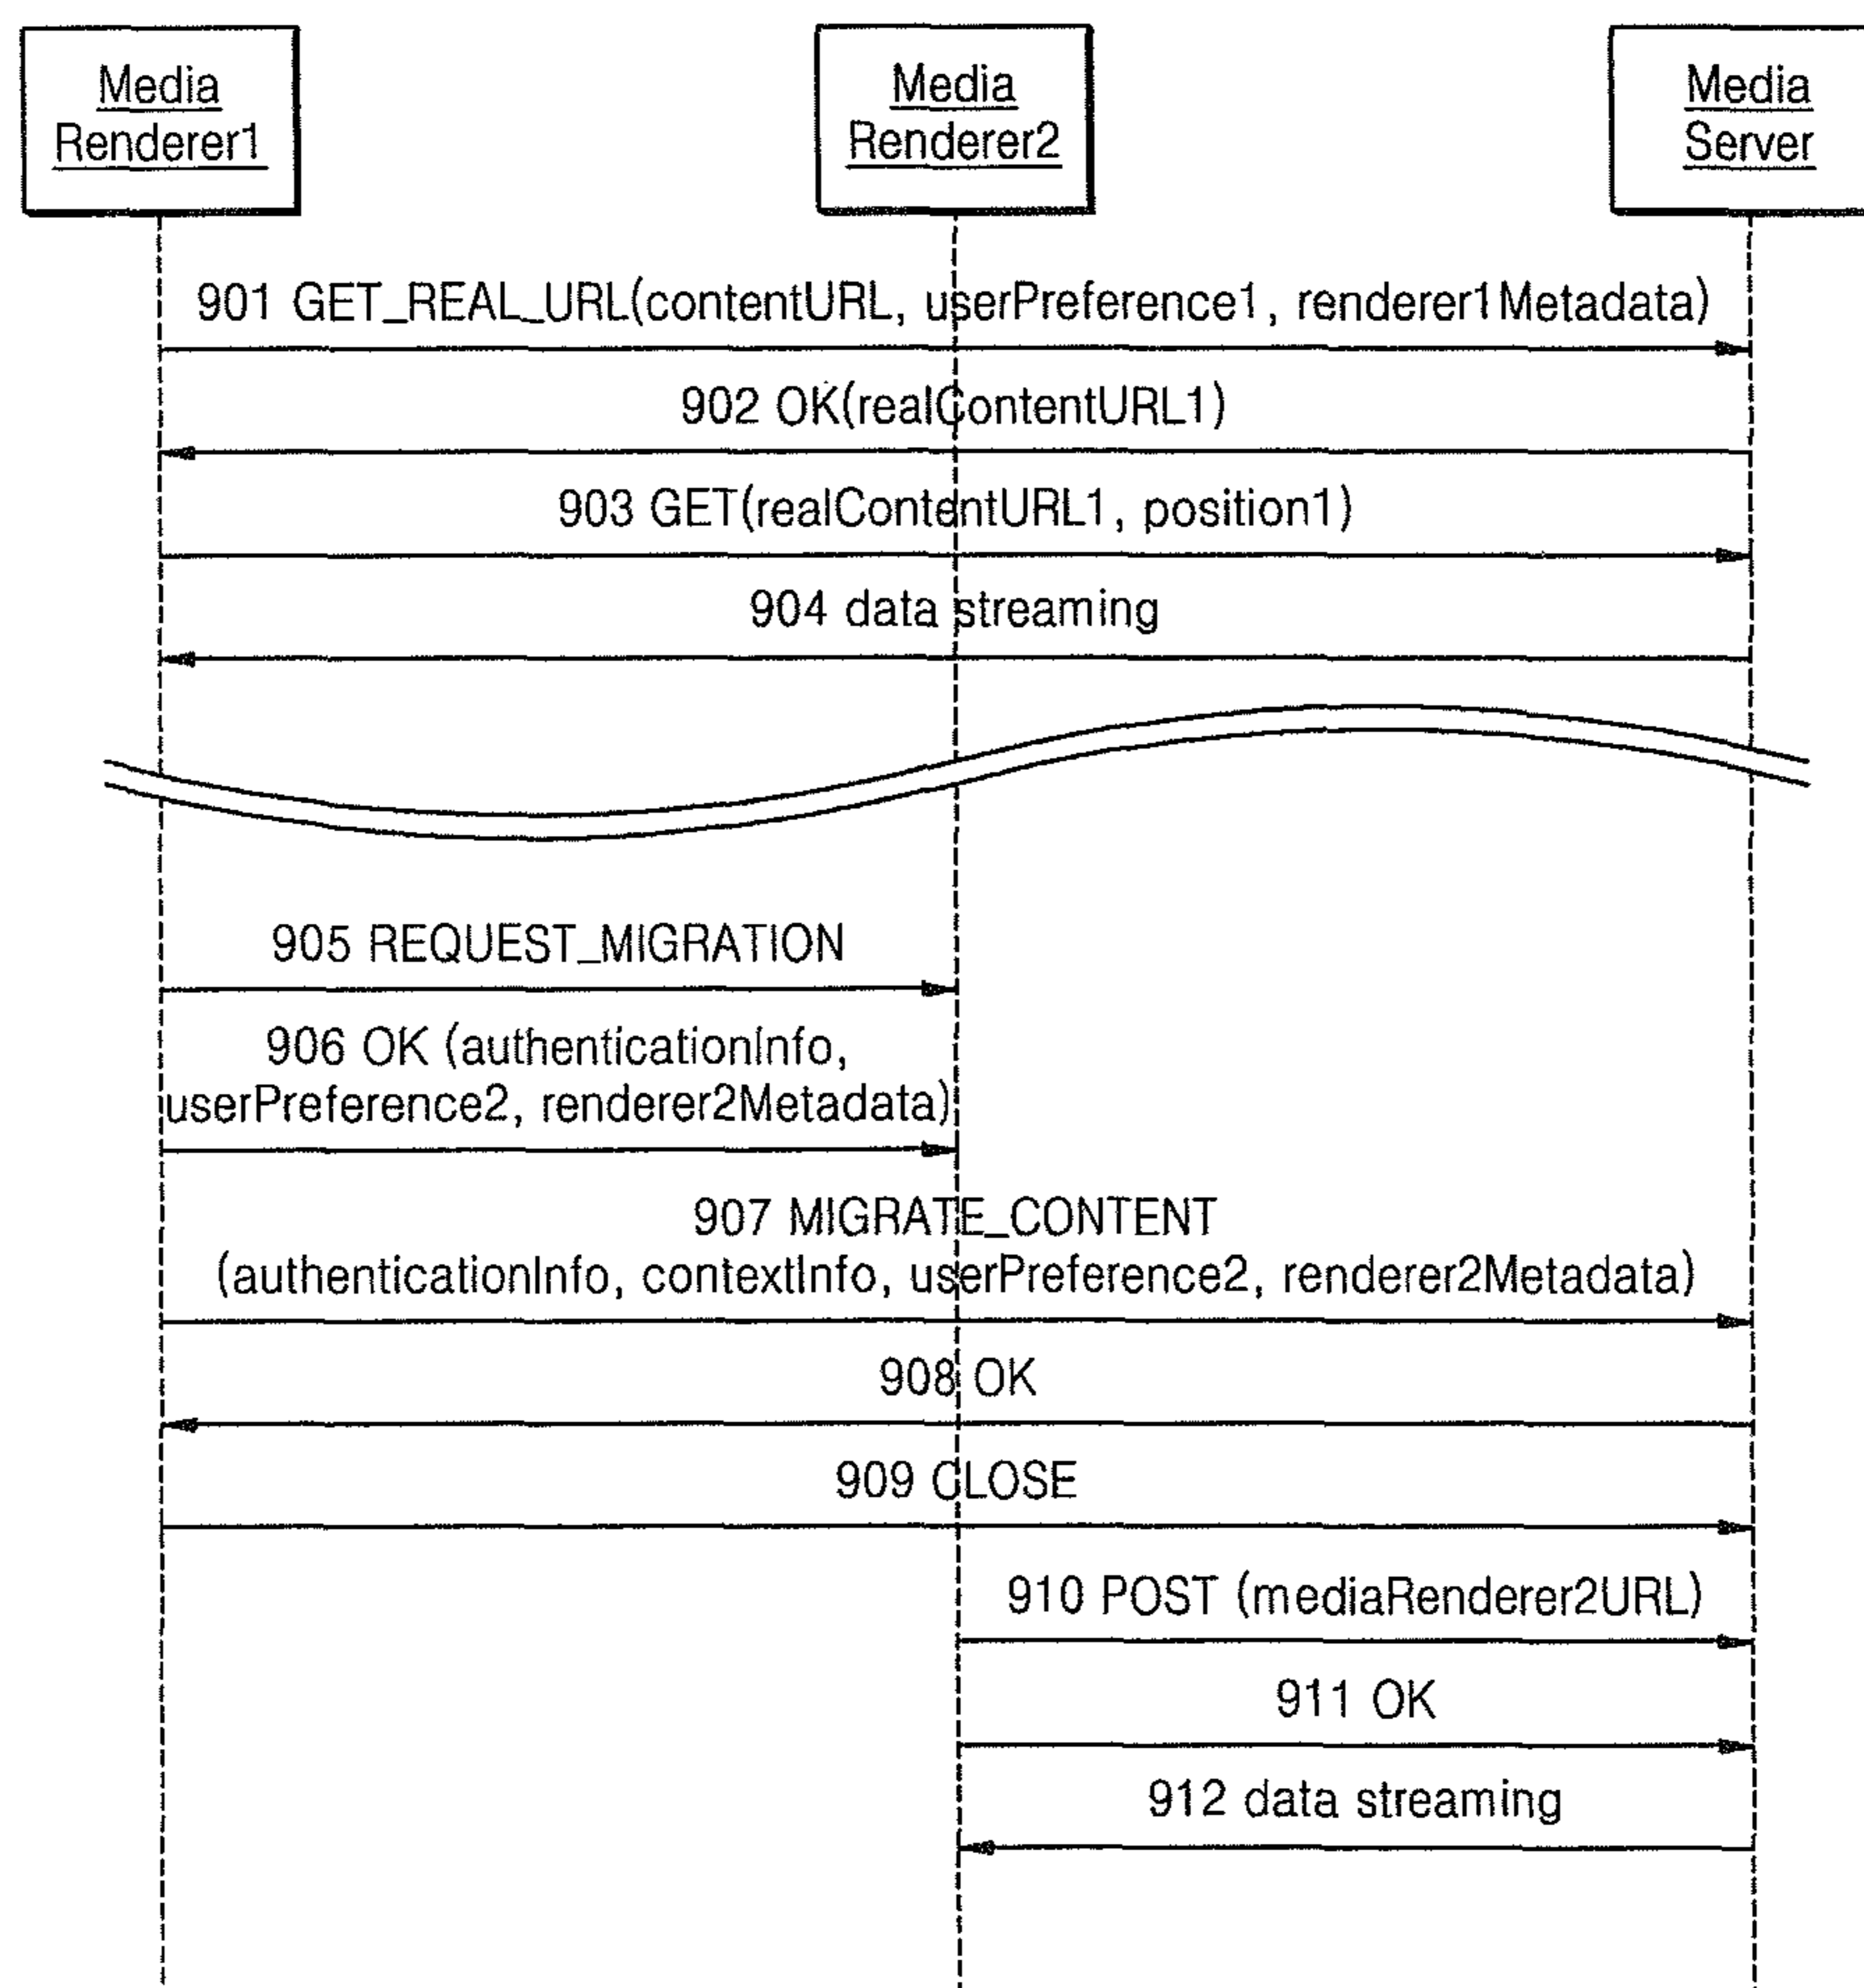 Media
Renderer1
Media
Renderer2
Media
Server
901 GET_REAL_URL(contentURL, userPreference1, renderer1Metadata)
902 OK(realContentURL1)
903 GET(realContentURL1, position1)
904 data streaming
905 REQUEST_MIGRATION
906 OK (authenticationInfo,
userPreference2, renderer2Metadata)
907 MIGRATE_CONTENT
(authenticationInfo, contextInfo, userPreference2, renderer2Metadata)
908 OK
909 CLOSE
910 POST (mediaRenderer2URL)
911 OK
912 data streaming